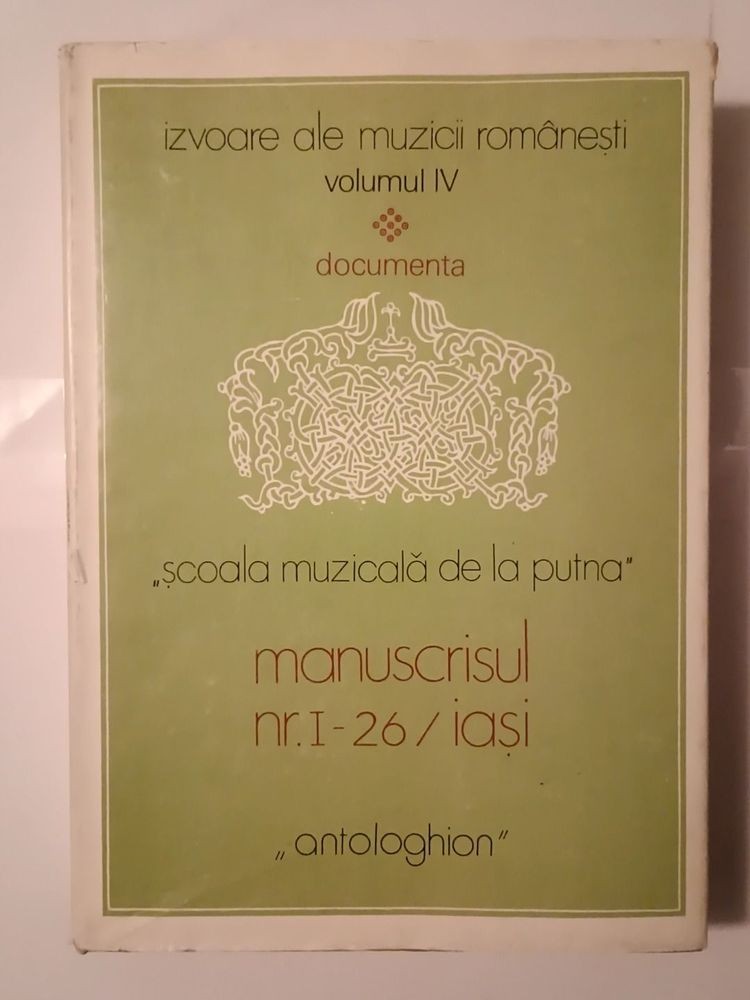 izvoare ale muzicii românești
volumul IV
documenta
„școala muzicală de la putna”
manuscrisul
nr. I-26 / iași
„antologhion”